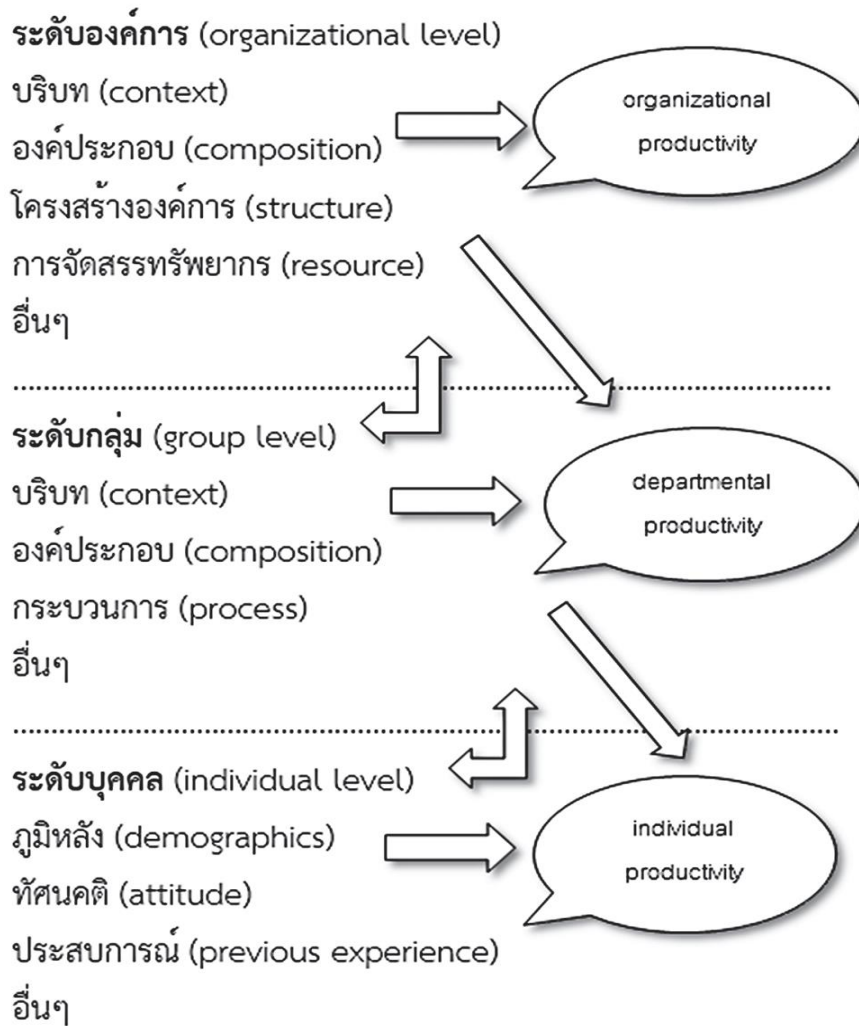 ระดับองค์การ (organizational level)
บริบท (context)
องค์ประกอบ (composition)
โครงสร้างองค์การ (structure)
การจัดสรรทรัพยากร (resource)
อื่นๆ
organizational
productivity
ระดับกลุ่ม (group level)
บริบท (context)
องค์ประกอบ (composition)
กระบวนการ (process)
อื่นๆ
departmental
productivity
ระดับบุคคล (individual level)
ภูมิหลัง (demographics)
ทัศนคติ (attitude)
ประสบการณ์ (previous experience)
อื่นๆ
individual
productivity